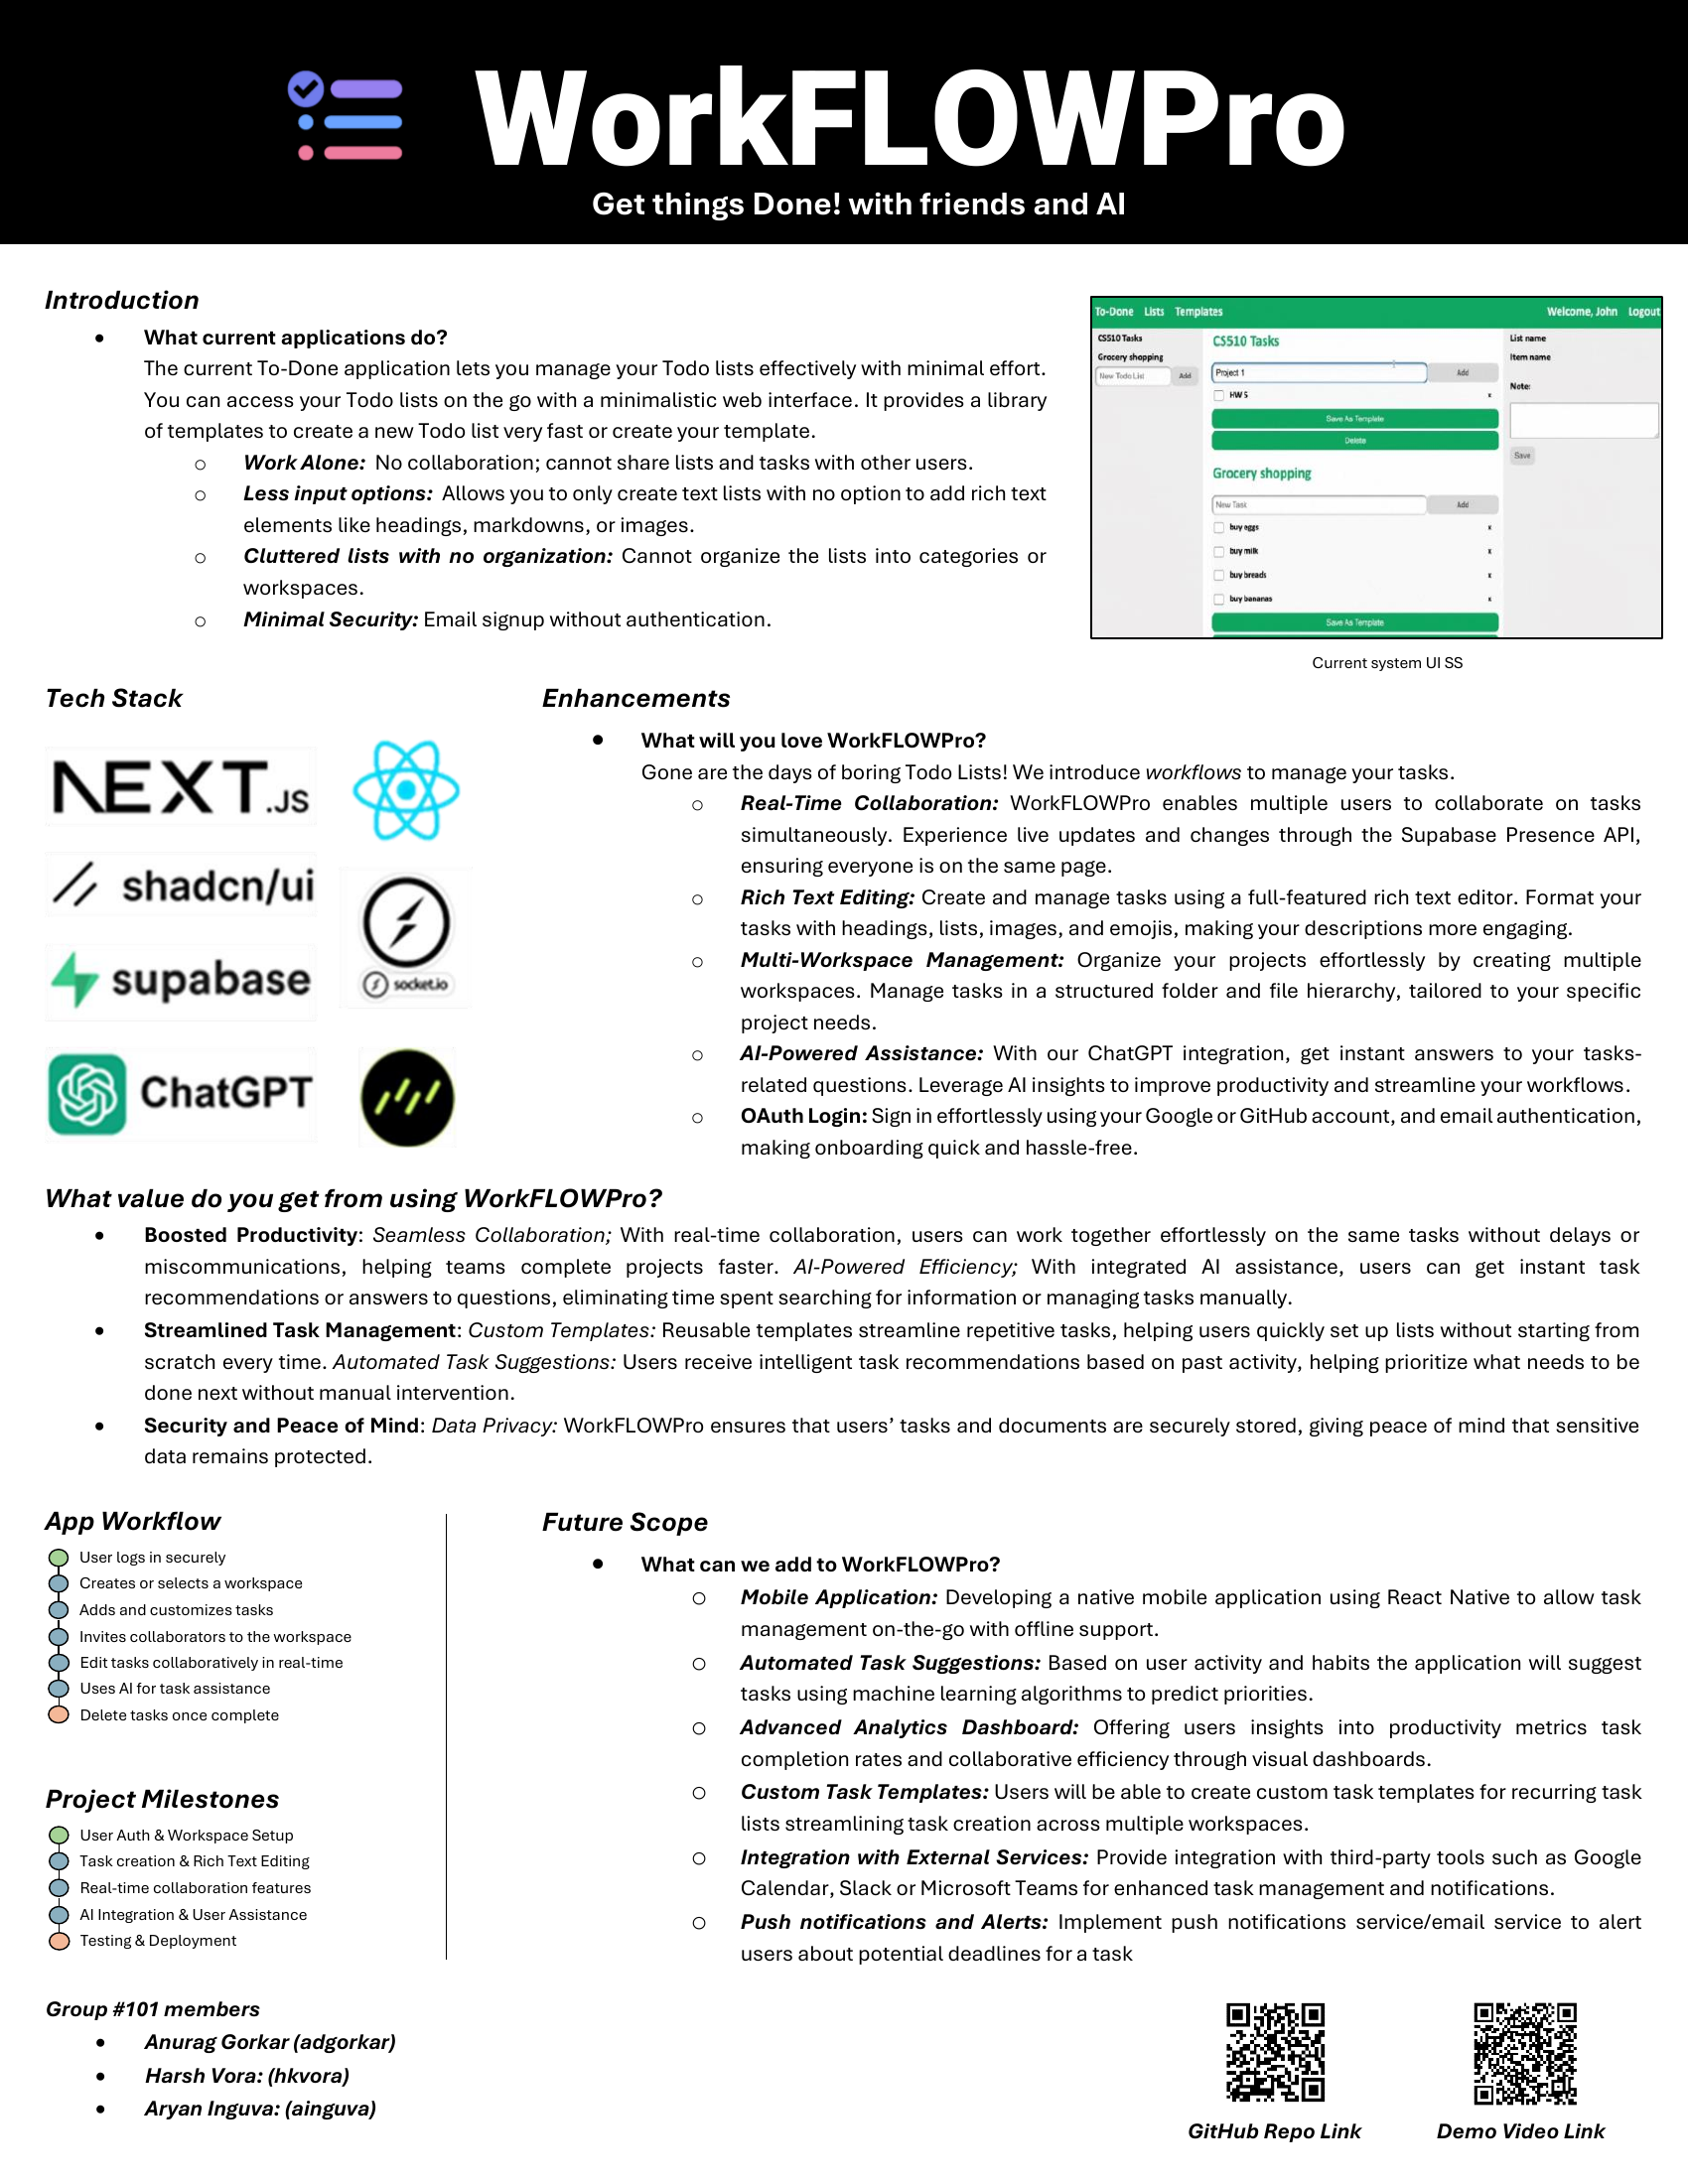 WorkFLOWPro
Get things Done! with friends and AI
Introduction
• What current applications do?
The current To-Done application lets you manage your Todo lists effectively with minimal effort.
You can access your Todo lists on the go with a minimalistic web interface. It provides a library
of templates to create a new Todo list very fast or create your template.
o Work Alone: No collaboration; cannot share lists and tasks with other users.
o Less input options: Allows you to only create text lists with no option to add rich text
elements like headings, markdowns, or images.
o Cluttered lists with no organization: Cannot organize the lists into categories or
workspaces.
o Minimal Security: Email signup without authentication.
To-Done Lists Templates
Welcome, John Logout
CS510 Tasks
Grocery shopping
New Todo List Add
CS510 Tasks
Project 1 Add
HW 5 x
Save As Template
Delete
Grocery shopping
New Task Add
buy eggs x
buy milk x
buy breads x
buy bananas x
Save As Template
List name
Item name
Note:
Save
Current system UI SS
Tech Stack
NEXT.JS
shadcn/ui
supabase
socket.io
ChatGPT
Enhancements
• What will you love WorkFLOWPro?
Gone are the days of boring Todo Lists! We introduce workflows to manage your tasks.
o Real-Time Collaboration: WorkFLOWPro enables multiple users to collaborate on tasks
simultaneously. Experience live updates and changes through the Supabase Presence API,
ensuring everyone is on the same page.
o Rich Text Editing: Create and manage tasks using a full-featured rich text editor. Format your
tasks with headings, lists, images, and emojis, making your descriptions more engaging.
o Multi-Workspace Management: Organize your projects effortlessly by creating multiple
workspaces. Manage tasks in a structured folder and file hierarchy, tailored to your specific
project needs.
o AI-Powered Assistance: With our ChatGPT integration, get instant answers to your tasks-
related questions. Leverage AI insights to improve productivity and streamline your workflows.
o OAuth Login: Sign in effortlessly using your Google or GitHub account, and email authentication,
making onboarding quick and hassle-free.
What value do you get from using WorkFLOWPro?
• Boosted Productivity: Seamless Collaboration; With real-time collaboration, users can work together effortlessly on the same tasks without delays or
miscommunications, helping teams complete projects faster. AI-Powered Efficiency; With integrated AI assistance, users can get instant task
recommendations or answers to questions, eliminating time spent searching for information or managing tasks manually.
• Streamlined Task Management: Custom Templates: Reusable templates streamline repetitive tasks, helping users quickly set up lists without starting from
scratch every time. Automated Task Suggestions: Users receive intelligent task recommendations based on past activity, helping prioritize what needs to be
done next without manual intervention.
• Security and Peace of Mind: Data Privacy: WorkFLOWPro ensures that users’ tasks and documents are securely stored, giving peace of mind that sensitive
data remains protected.
App Workflow
User logs in securely
Creates or selects a workspace
Adds and customizes tasks
Invites collaborators to the workspace
Edit tasks collaboratively in real-time
Uses AI for task assistance
Delete tasks once complete
Project Milestones
User Auth & Workspace Setup
Task creation & Rich Text Editing
Real-time collaboration features
AI Integration & User Assistance
Testing & Deployment
Future Scope
• What can we add to WorkFLOWPro?
o Mobile Application: Developing a native mobile application using React Native to allow task
management on-the-go with offline support.
o Automated Task Suggestions: Based on user activity and habits the application will suggest
tasks using machine learning algorithms to predict priorities.
o Advanced Analytics Dashboard: Offering users insights into productivity metrics task
completion rates and collaborative efficiency through visual dashboards.
o Custom Task Templates: Users will be able to create custom task templates for recurring task
lists streamlining task creation across multiple workspaces.
o Integration with External Services: Provide integration with third-party tools such as Google
Calendar, Slack or Microsoft Teams for enhanced task management and notifications.
o Push notifications and Alerts: Implement push notifications service/email service to alert
users about potential deadlines for a task
Group #101 members
• Anurag Gorkar (adgorkar)
• Harsh Vora: (hkvora)
• Aryan Inguva: (ainguva)
GitHub Repo Link
Demo Video Link